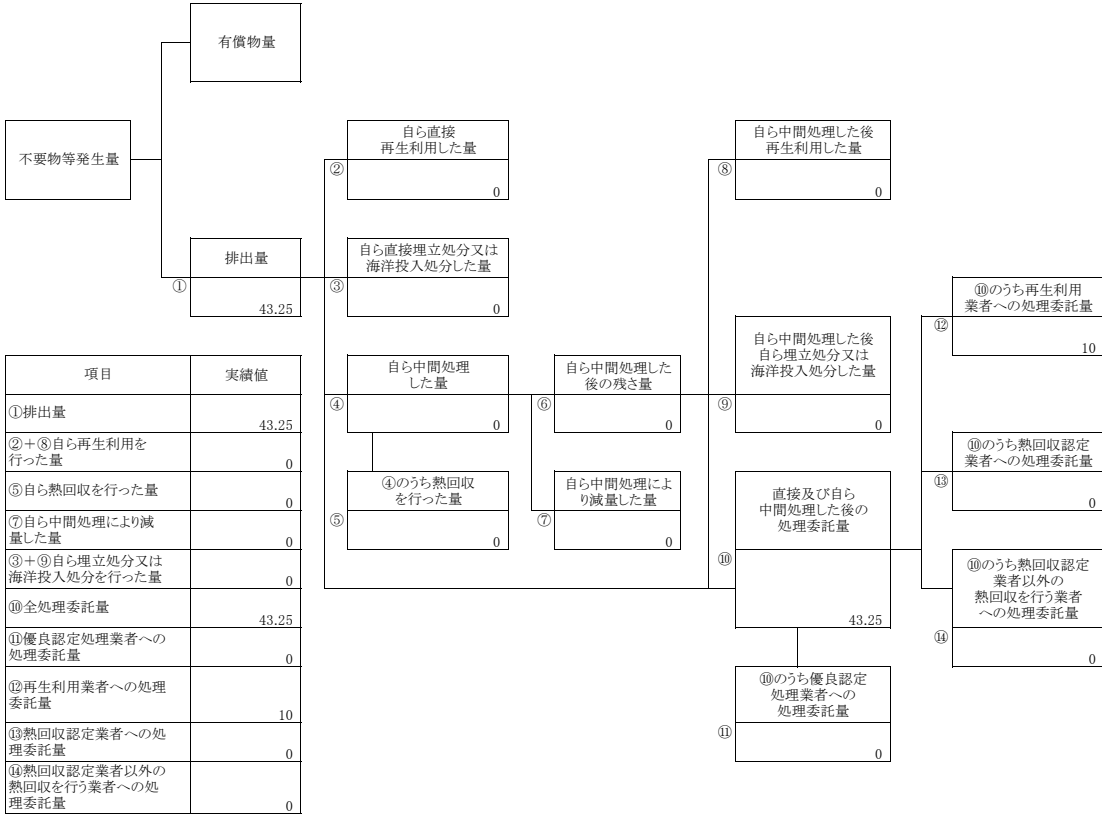 有償物量
不要物等発生量
排出量
①
43.25
自ら直接
再生利用した量
②
0
自ら直接埋立処分又は
海洋投入処分した量
③
0
自ら中間処理
した量
④
0
④のうち熱回収
を行った量
⑤
0
自ら中間処理した
後の残さ量
⑥
0
自ら中間処理によ
り減量した量
⑦
0
自ら中間処理した後
再生利用した量
⑧
0
自ら中間処理した後
自ら埋立処分又は
海洋投入処分した量
⑨
0
直接及び自ら
中間処理した後の
処理委託量
⑩
43.25
⑩のうち優良認定
処理業者への
処理委託量
⑪
0
⑩のうち再生利用
業者への処理委託量
⑫
10
⑩のうち熱回収認定
業者への処理委託量
⑬
0
⑩のうち熱回収認定
業者以外の
熱回収を行う業者
への処理委託量
⑭
0
項目 実績値
①排出量
43.25
②＋⑧自ら再生利用を
行った量
0
⑤自ら熱回収を行った量
0
⑦自ら中間処理により減
量した量
0
③＋⑨自ら埋立処分又は
海洋投入処分を行った量
0
⑩全処理委託量
43.25
⑪優良認定処理業者への
処理委託量
0
⑫再生利用業者への処理
委託量
10
⑬熱回収認定業者への処
理委託量
0
⑭熱回収認定業者以外の
熱回収を行う業者への処
理委託量
0